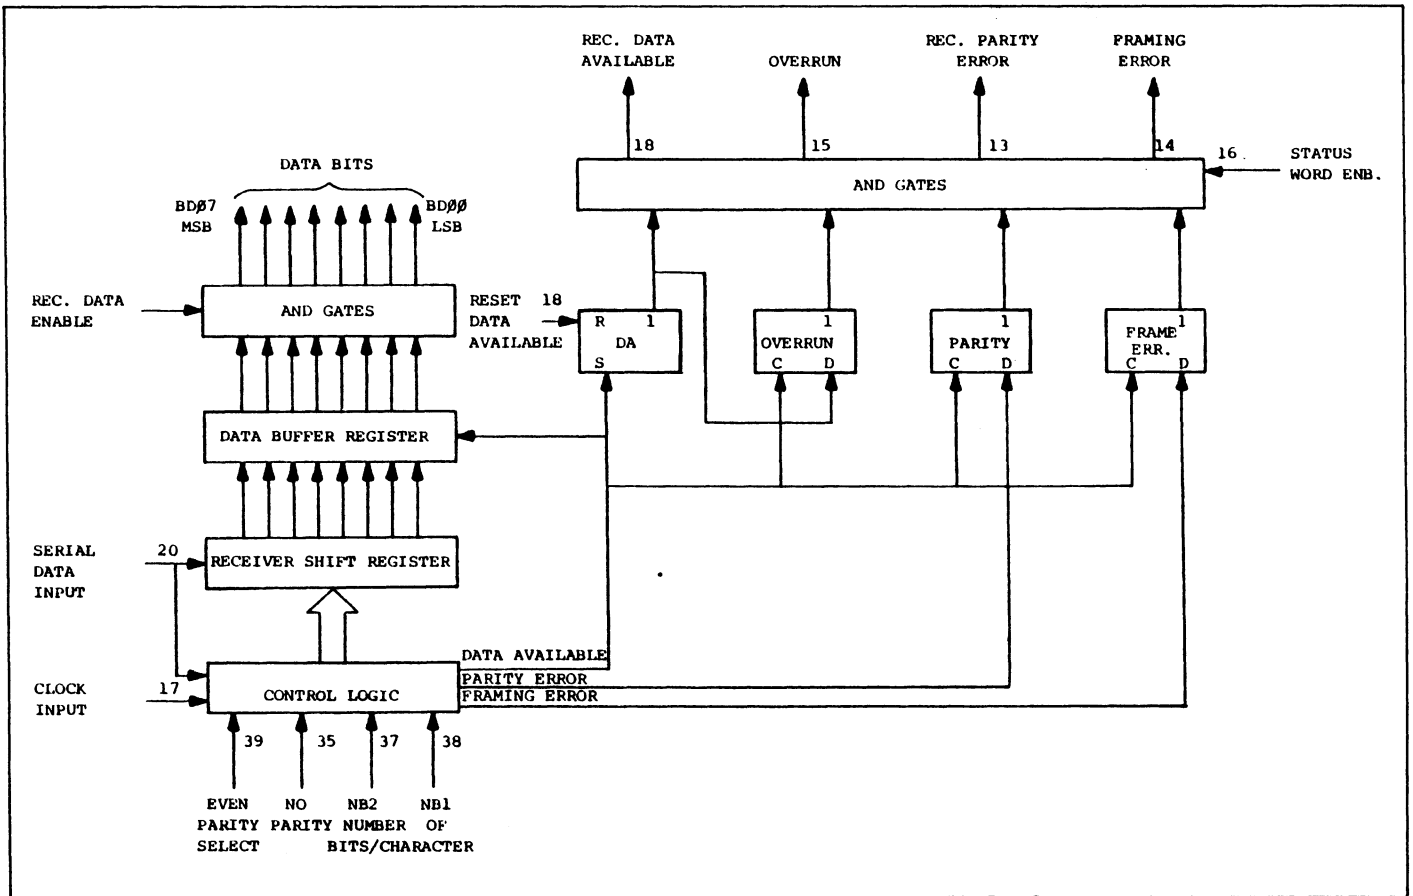 REC. DATA
AVAILABLE
OVERRUN
REC. PARITY
ERROR
FRAMING
ERROR
18
15
13
14
16
STATUS
WORD ENB.
AND GATES
DATA BITS
BDØ7
MSB
BDØØ
LSB
REC. DATA
ENABLE
AND GATES
RESET 18
DATA
AVAILABLE
R 1
DA
S
1
OVERRUN
C D
1
PARITY
C D
1
FRAME
ERR.
C D
DATA BUFFER REGISTER
SERIAL
DATA
INPUT
20
RECEIVER SHIFT REGISTER
DATA AVAILABLE
PARITY ERROR
FRAMING ERROR
CLOCK
INPUT
17
CONTROL LOGIC
39
35
37
38
EVEN
PARITY
SELECT
NO
PARITY
NB2 NB1
NUMBER OF
BITS/CHARACTER